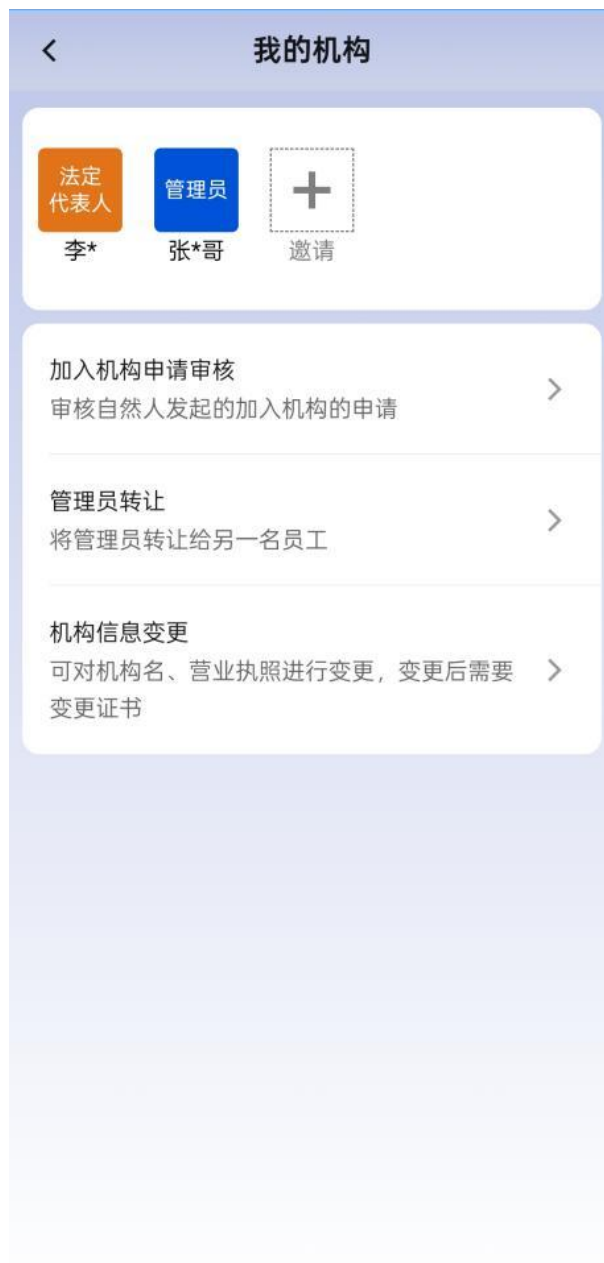 我的机构
法定
代表人
管理员
李*
张*哥
邀请
加入机构申请审核
审核自然人发起的加入机构的申请
管理员转让
将管理员转让给另一名员工
机构信息变更
可对机构名、营业执照进行变更，变更后需要
变更证书